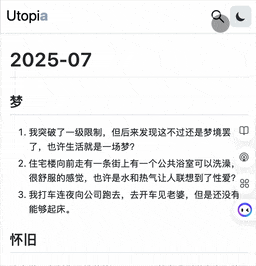 Utopia
2025-07
梦
1. 我突破了一级限制，但后来发现这不过还是梦境罢
了，也许生活就是一场梦？
2. 住宅楼向前走有一条街上有一个公共浴室可以洗澡，
很舒服的感觉，也许是水和热气让人联想到了性爱？
3. 我打车连夜向公司跑去，去开车见老婆，但是还没有
能够起床。
怀旧